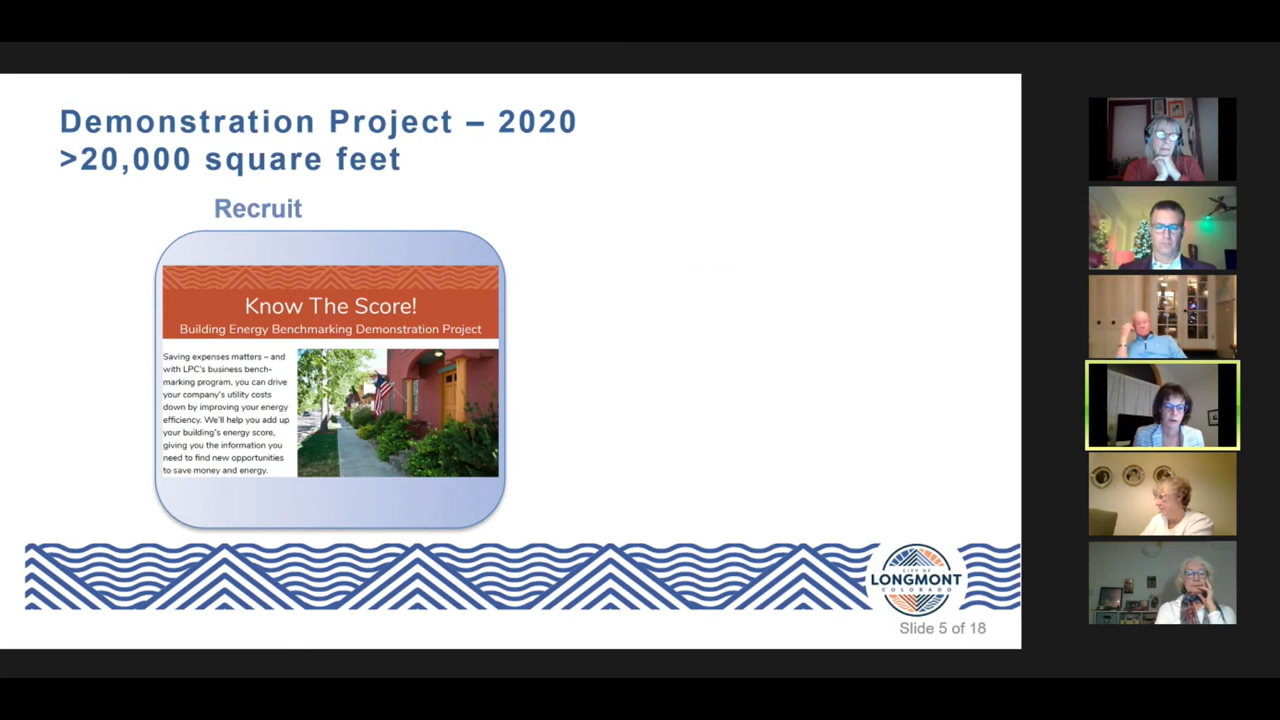 Demonstration Project – 2020
>20,000 square feet
Recruit
Know The Score!
Building Energy Benchmarking Demonstration Project
Saving expenses matters – and
with LPC's business bench-
marking program, you can drive
your company's utility costs
down by improving your energy
efficiency. We'll help you add up
your building's energy score,
giving you the information you
need to find new opportunities
to save money and energy.
CITY OF
LONGMONT
COLORADO
Slide 5 of 18